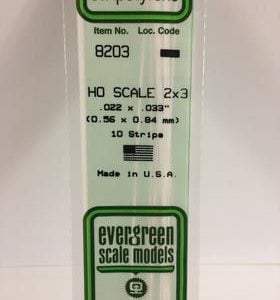 Item No. Loc. Code
8203
HO SCALE 2x3
.022 x .033"
(0.56 x 0.84 mm)
10 Strips
Made in U.S.A.
evergreen
scale models